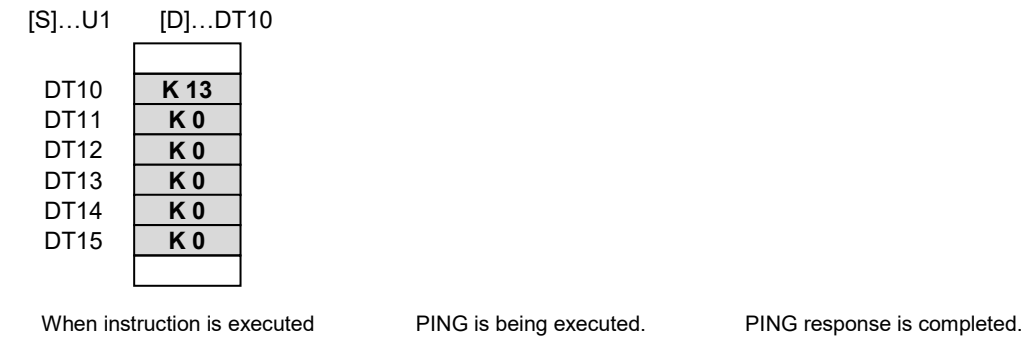 [S]…U1 [D]…DT10
DT10 K 13
DT11 K 0
DT12 K 0
DT13 K 0
DT14 K 0
DT15 K 0
When instruction is executed PING is being executed. PING response is completed.